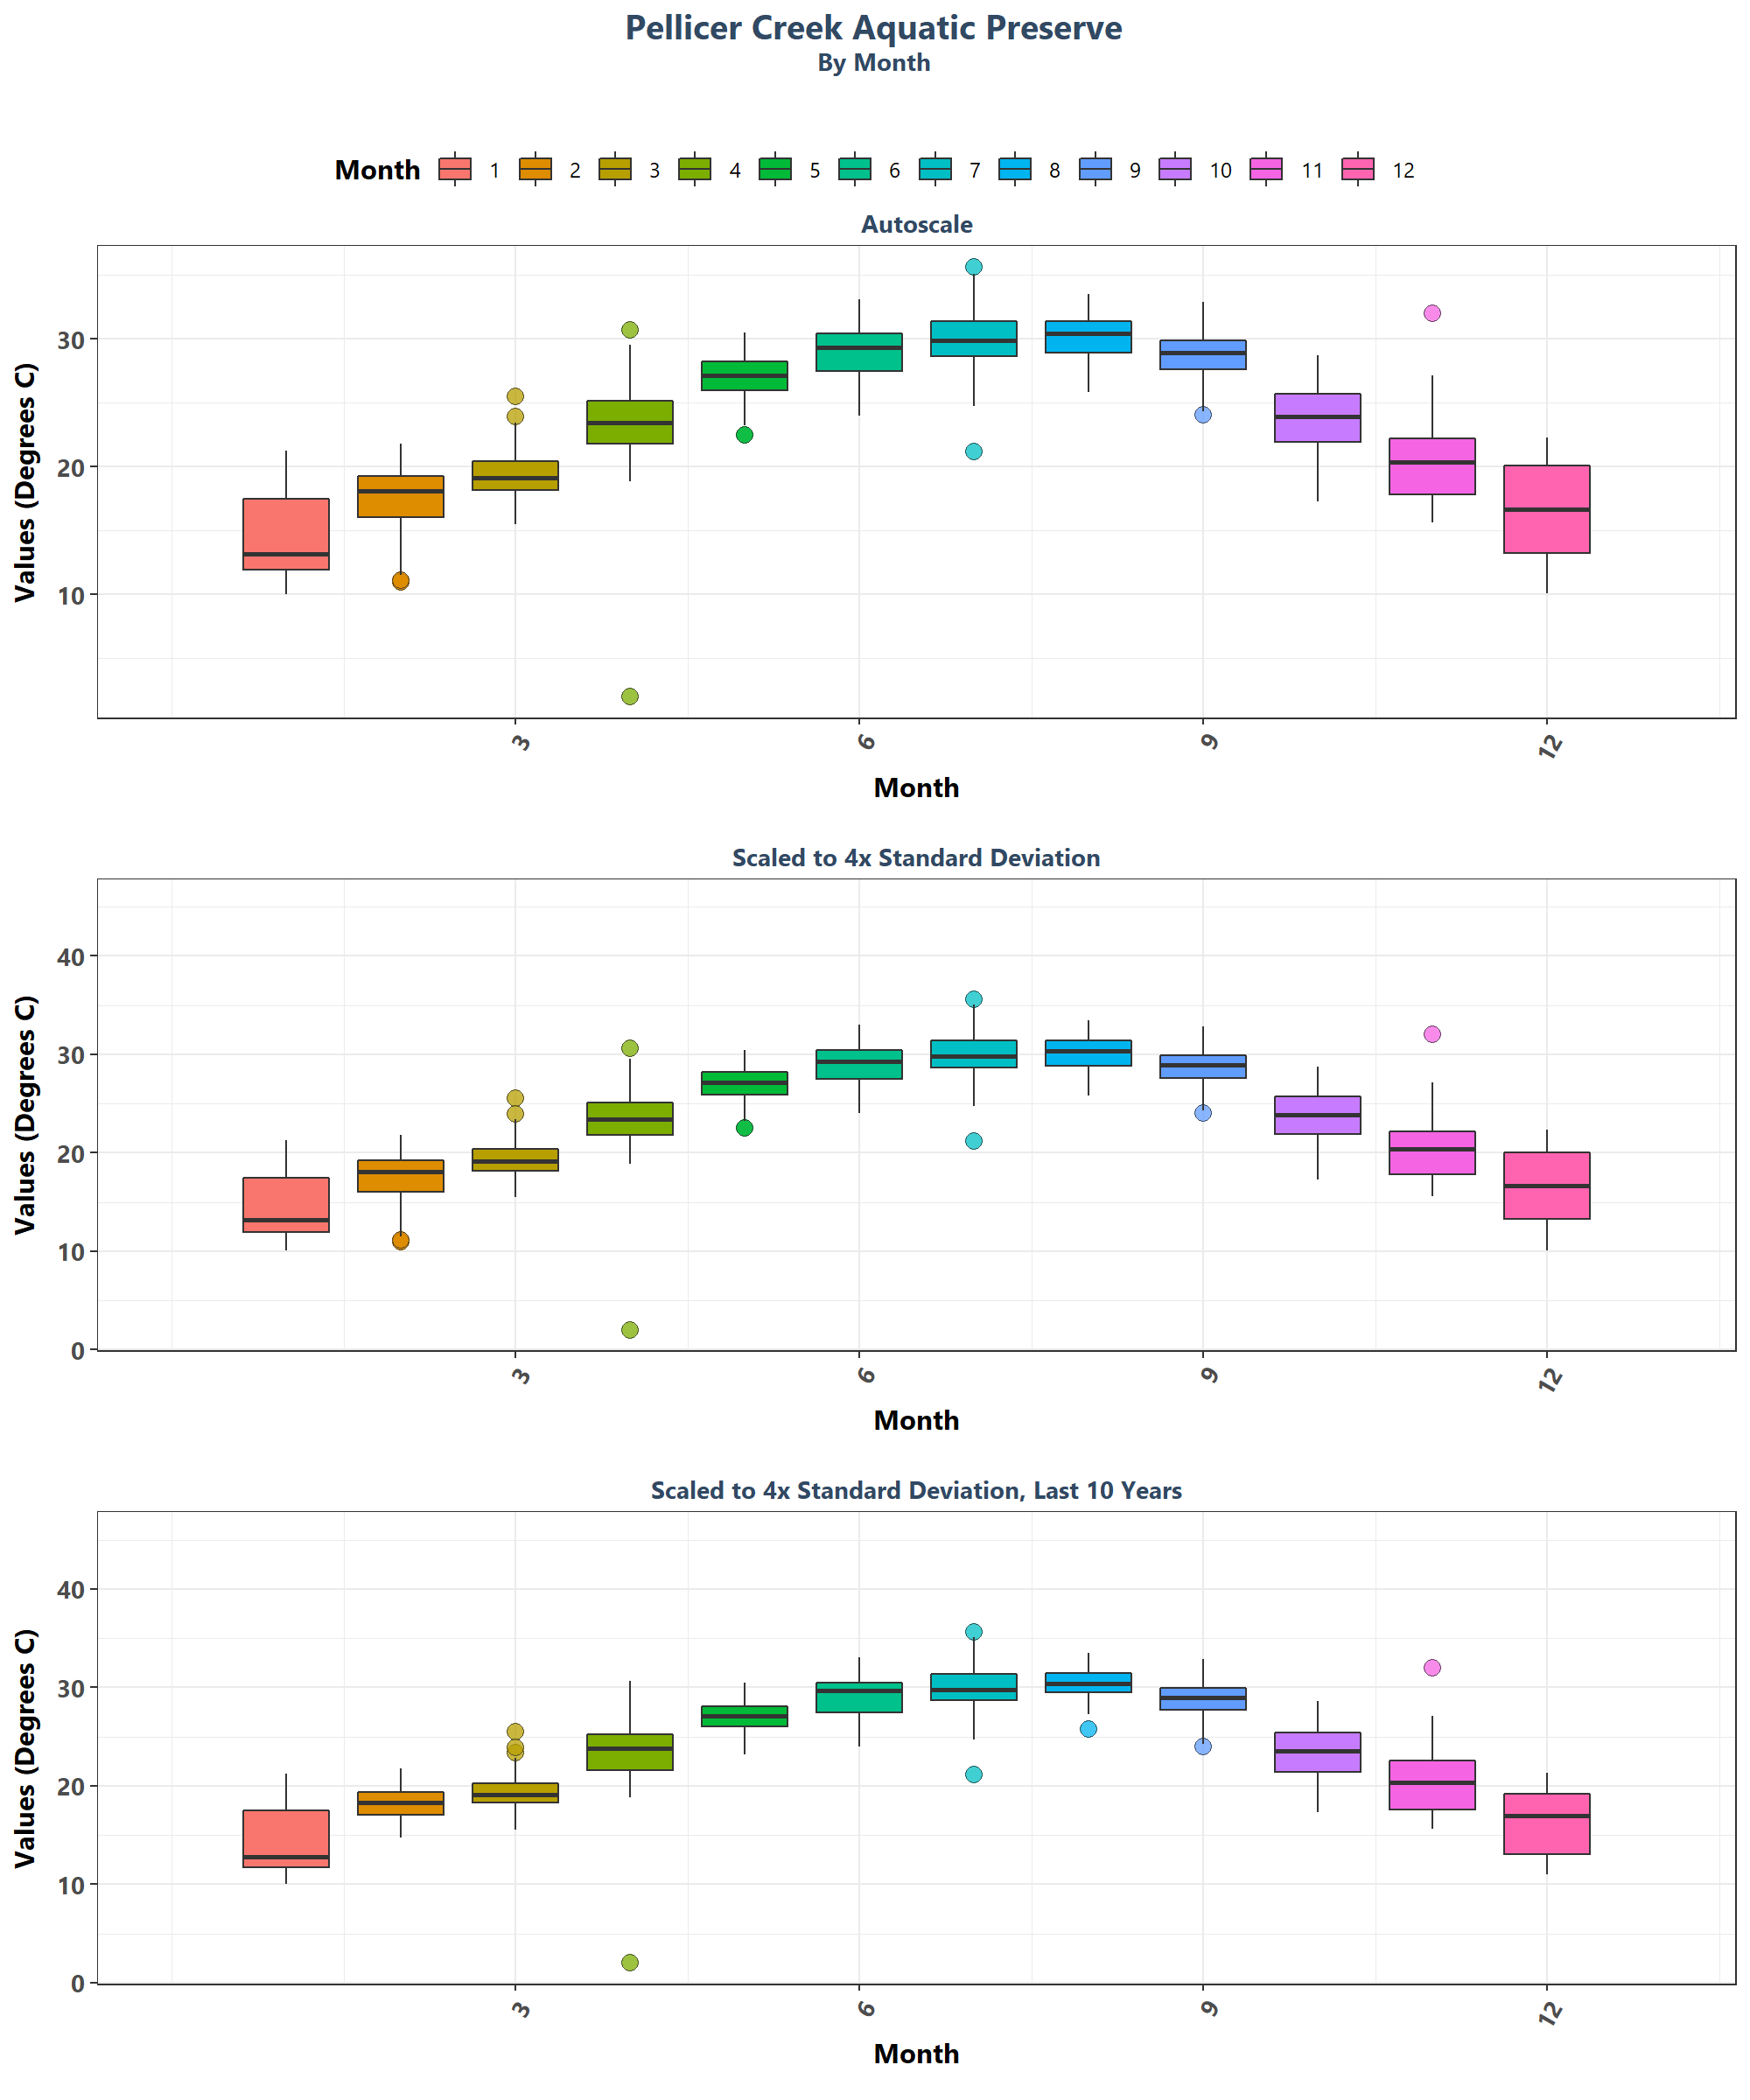 Pellicer Creek Aquatic Preserve
By Month
Month 1 2 3 4 5 6 7 8 9 10 11 12
Autoscale
Values (Degrees C)
30
20
10
3 6 9 12
Month
Scaled to 4x Standard Deviation
Values (Degrees C)
40
30
20
10
0
3 6 9 12
Month
Scaled to 4x Standard Deviation, Last 10 Years
Values (Degrees C)
40
30
20
10
0
3 6 9 12
Month